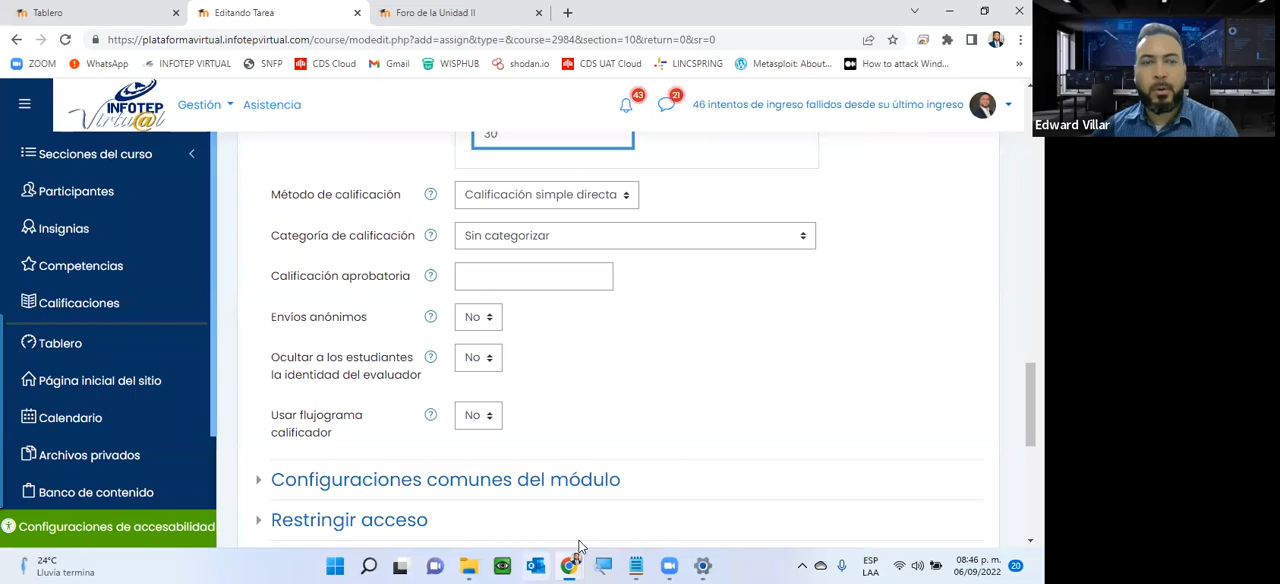 Tablero
Editando Tarea
Foro de la Unidad II
https://plataformavirtual.infotepvirtual.com/course/modedit.php?add=assign&type=&course=2984&section=10&return=0&sr=0
ZOOM
WhatsApp
INFOTEP VIRTUAL
SNFP
CDS Cloud
Gmail
WISPHUB
shodan.io
CDS UAT Cloud
LINCSPRING
Metasploit: About...
How to attack Wind...
Edward Villar
INFOTEP
Virtu@l
Gestión
Asistencia
43
21
46 intentos de ingreso fallidos desde su último ingreso
Secciones del curso
Participantes
Insignias
Competencias
Calificaciones
Tablero
Página inicial del sitio
Calendario
Archivos privados
Banco de contenido
Configuraciones de accesabilidad
30
Método de calificación
Calificación simple directa
Categoría de calificación
Sin categorizar
Calificación aprobatoria
Envíos anónimos
No
Ocultar a los estudiantes
la identidad del evaluador
No
Usar flujograma
calificador
No
Configuraciones comunes del módulo
Restringir acceso
24°C
Lluvia termina
ESP
LAA
08:46 p. m.
06/09/2022
20